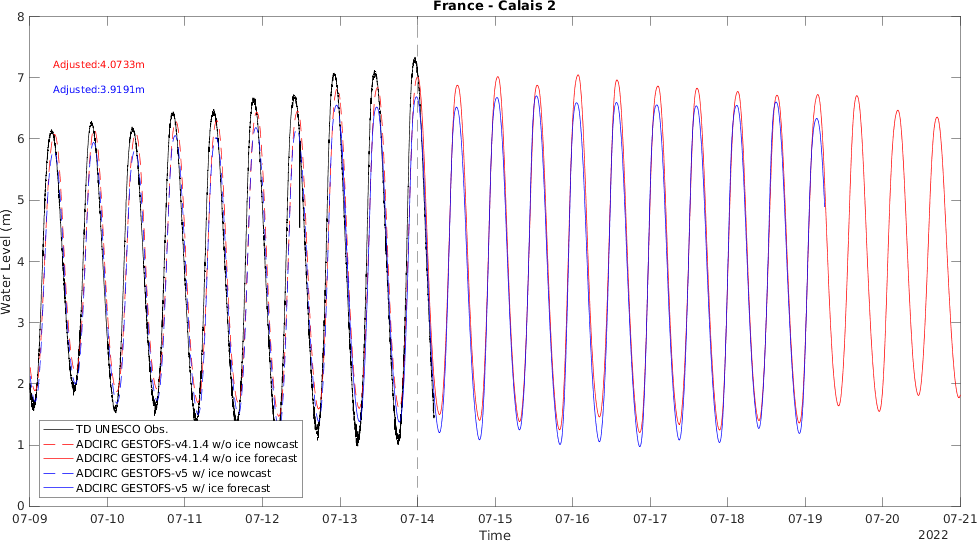 France - Calais 2
8
7
6
5
4
3
2
1
0
Water Level (m)
Adjusted:4.0733m
Adjusted:3.9191m
TD UNESCO Obs.
ADCIRC GESTOFS-v4.1.4 w/o ice nowcast
ADCIRC GESTOFS-v4.1.4 w/o ice forecast
ADCIRC GESTOFS-v5 w/ ice nowcast
ADCIRC GESTOFS-v5 w/ ice forecast
07-09 07-10 07-11 07-12 07-13 07-14 07-15 07-16 07-17 07-18 07-19 07-20 07-21
Time
2022